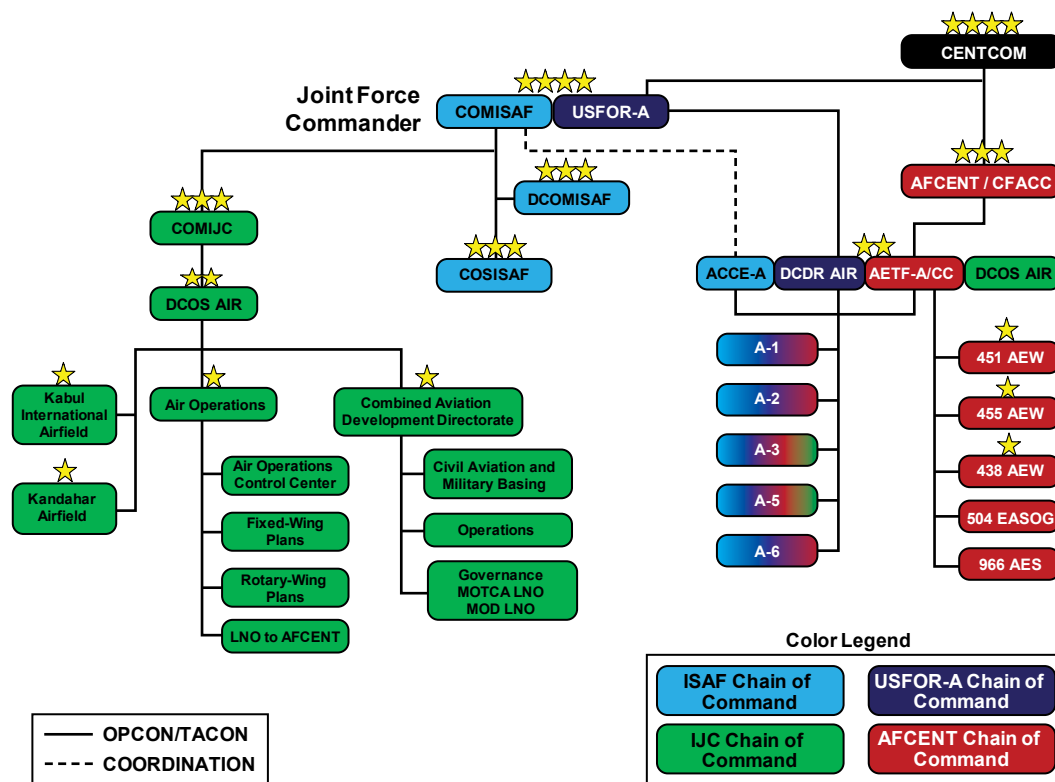 CENTCOM
Joint Force
Commander
COMISAF
USFOR-A
DCOMISAF
AFCENT / CFACC
COMIJC
COSISAF
ACCE-A
DCDR AIR
AETF-A/CC
DCOS AIR
DCOS AIR
A-1
A-2
A-3
A-5
A-6
451 AEW
455 AEW
438 AEW
504 EASOG
966 AES
Kabul
International
Airfield
Kandahar
Airfield
Air Operations
Air Operations
Control Center
Fixed-Wing
Plans
Rotary-Wing
Plans
LNO to AFCENT
Combined Aviation
Development Directorate
Civil Aviation and
Military Basing
Operations
Governance
MOTCA LNO
MOD LNO
OPCON/TACON
COORDINATION
Color Legend
ISAF Chain of
Command
USFOR-A Chain of
Command
IJC Chain of
Command
AFCENT Chain of
Command